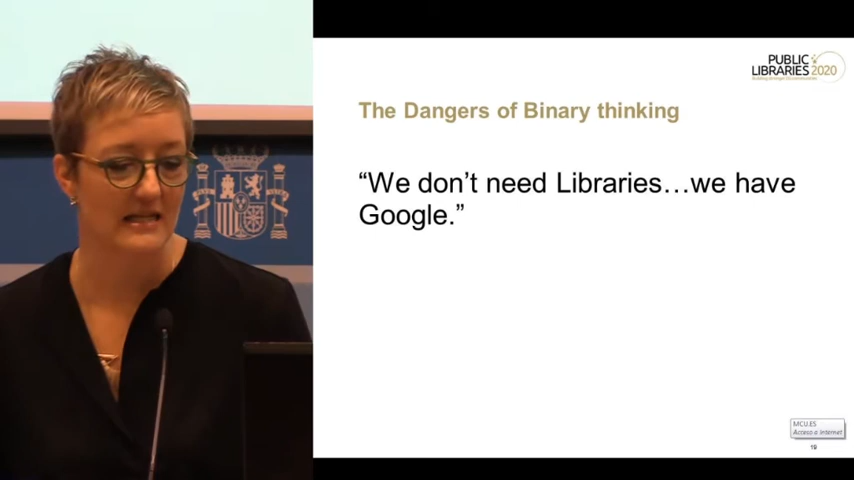 PUBLIC
LIBRARIES 2020
The Dangers of Binary thinking
“We don’t need Libraries…we have
Google.”
MCU.ES
Acceso a Internet
19